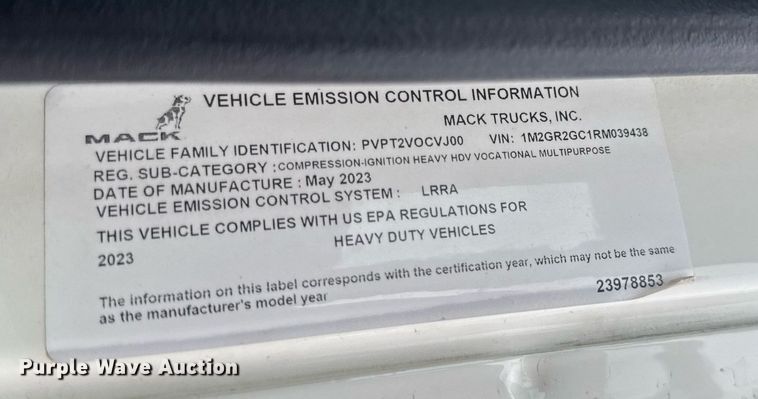 VEHICLE EMISSION CONTROL INFORMATION
MACK
MACK TRUCKS, INC.
VEHICLE FAMILY IDENTIFICATION: PVPT2VOCVJ00 VIN: 1M2GR2GC1RM039438
REG. SUB-CATEGORY :COMPRESSION-IGNITION HEAVY HDV VOCATIONAL MULTIPURPOSE
DATE OF MANUFACTURE : May 2023
VEHICLE EMISSION CONTROL SYSTEM : LRRA
THIS VEHICLE COMPLIES WITH US EPA REGULATIONS FOR
2023 HEAVY DUTY VEHICLES
The information on this label corresponds with the certification year, which may not be the same
as the manufacturer's model year 23978853
Purple Wave Auction